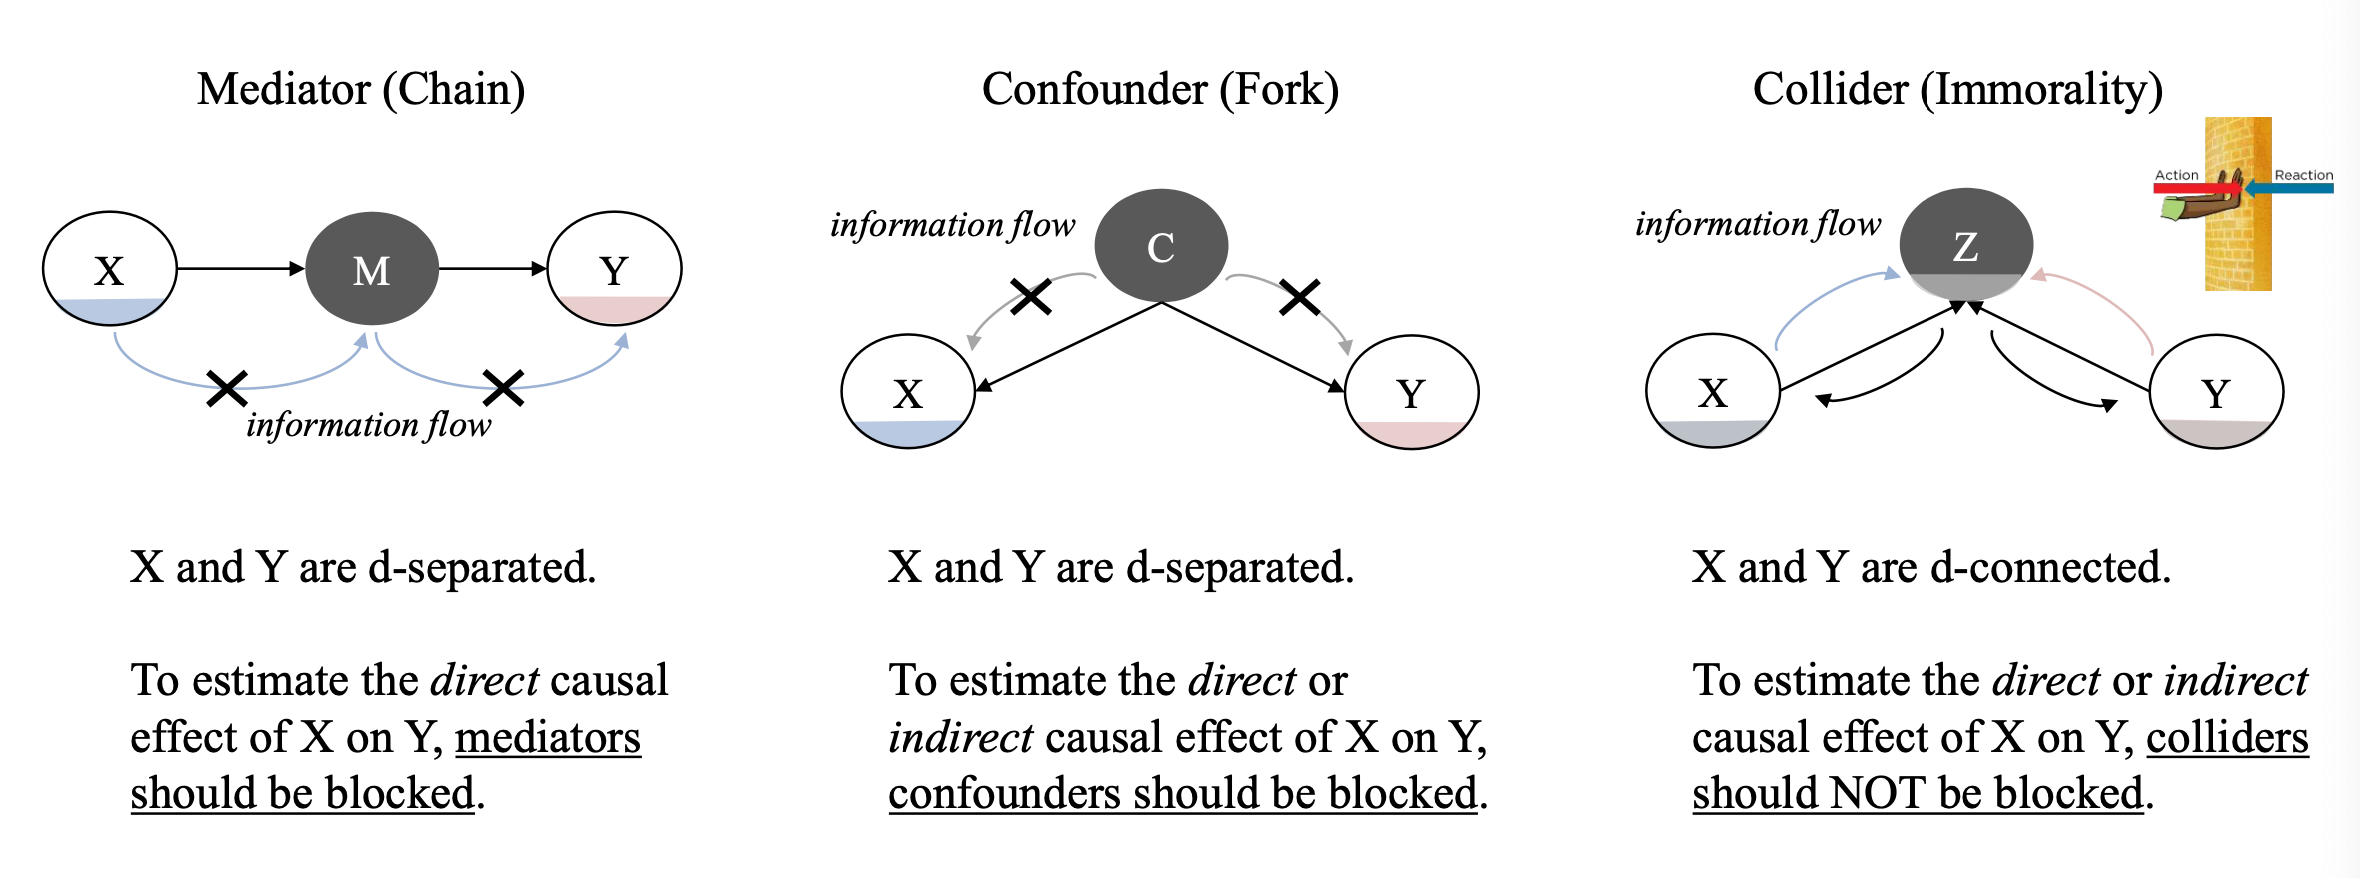 Mediator (Chain)
X
M
Y
information flow
X and Y are d-separated.
To estimate the direct causal
effect of X on Y, mediators
should be blocked.
Confounder (Fork)
information flow
C
X
Y
X and Y are d-separated.
To estimate the direct or
indirect causal effect of X on Y,
confounders should be blocked.
Collider (Immorality)
Action
Reaction
information flow
Z
X
Y
X and Y are d-connected.
To estimate the direct or indirect
causal effect of X on Y, colliders
should NOT be blocked.